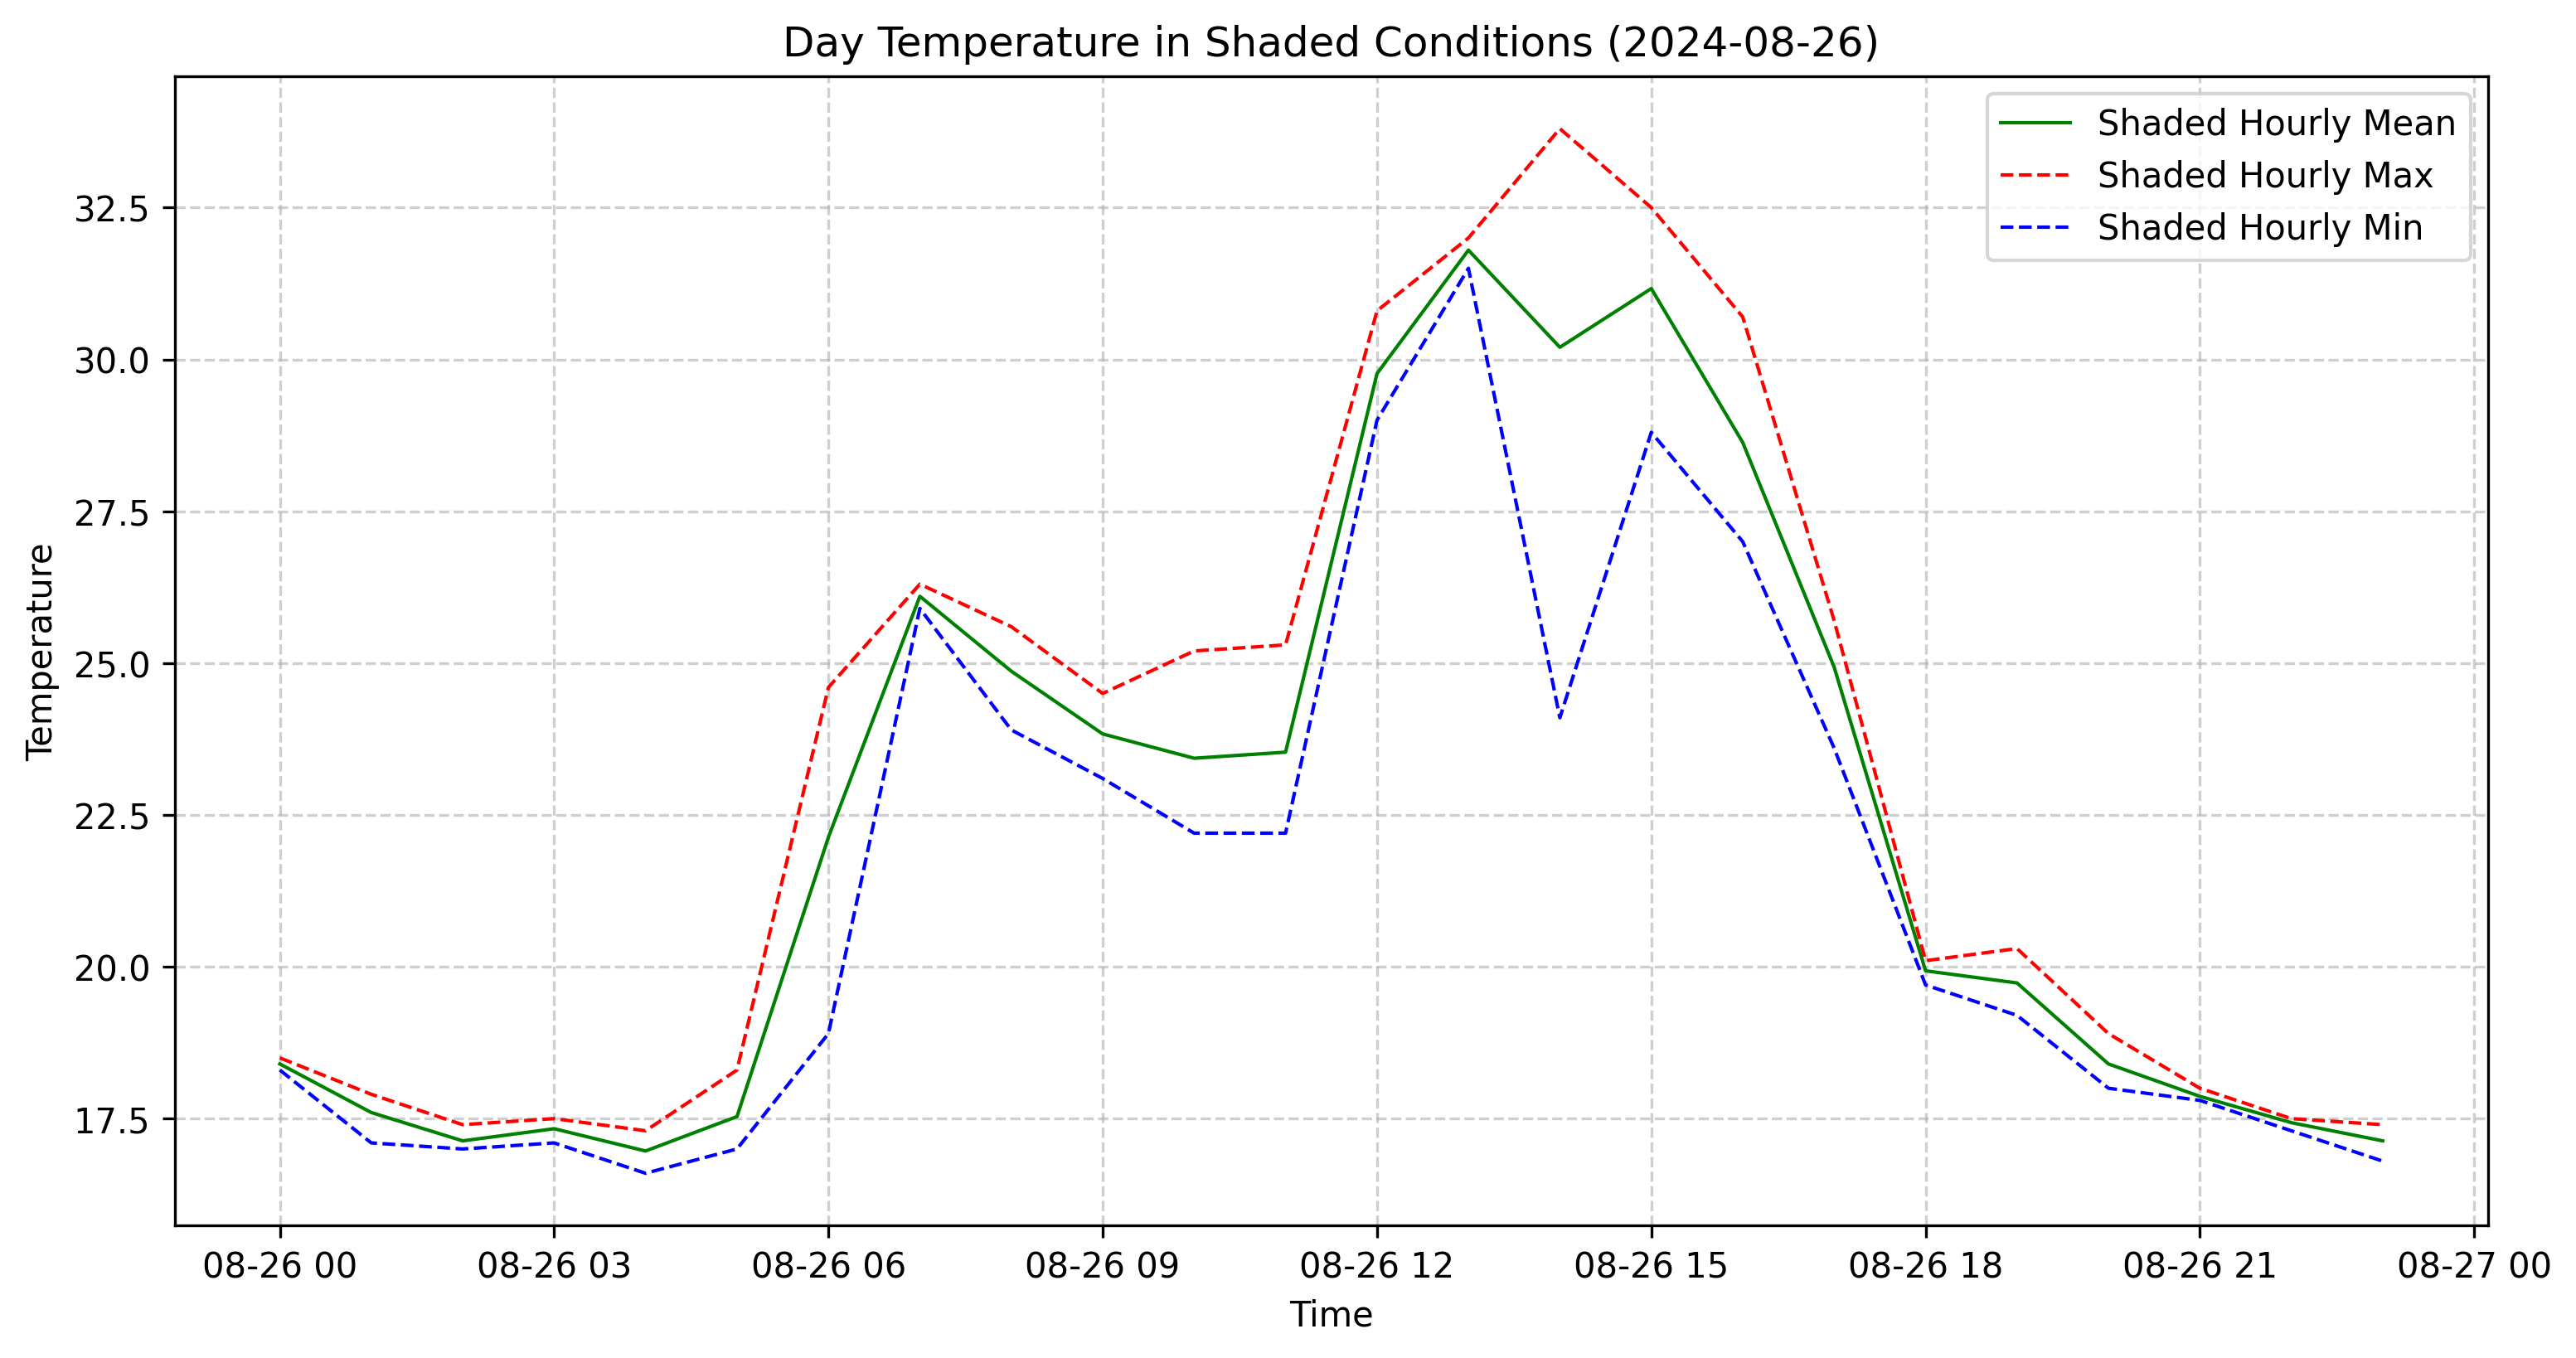 Day Temperature in Shaded Conditions (2024-08-26)
Shaded Hourly Mean
Shaded Hourly Max
Shaded Hourly Min
Temperature
32.5
30.0
27.5
25.0
22.5
20.0
17.5
08-26 00 08-26 03 08-26 06 08-26 09 08-26 12 08-26 15 08-26 18 08-26 21 08-27 00
Time